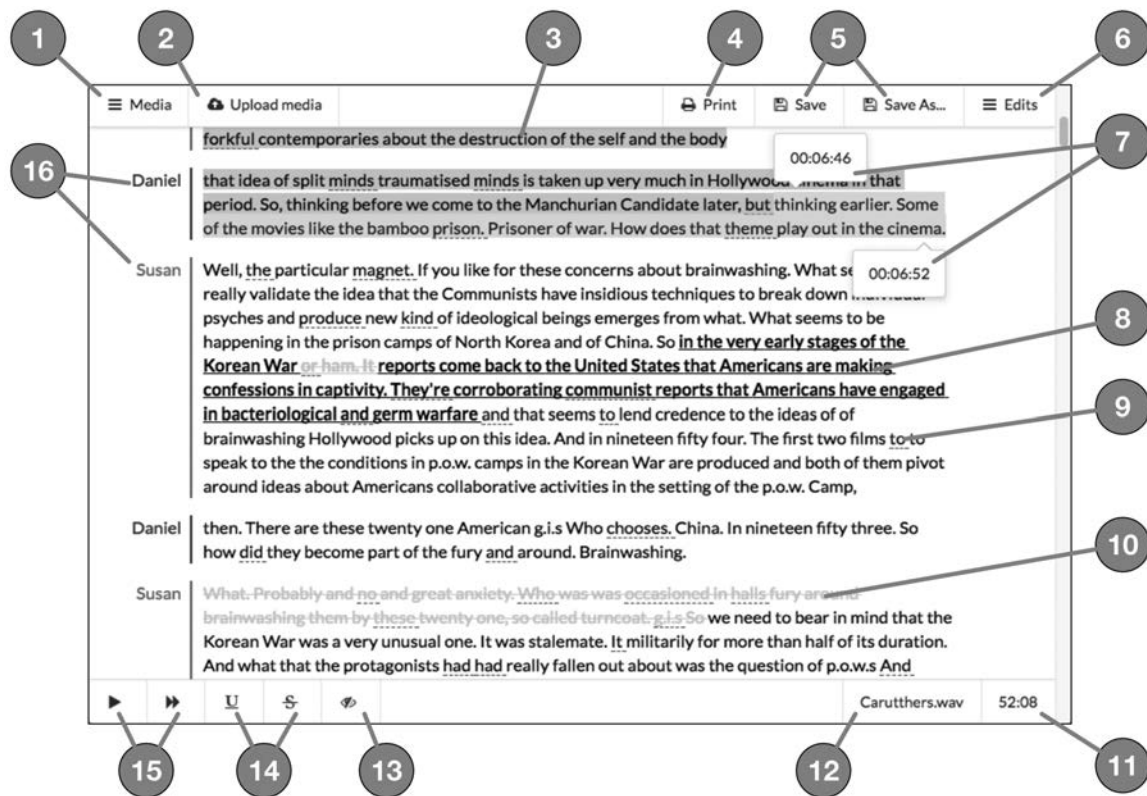 1 2 3 4 5 6
Media Upload media Print Save Save As... Edits
forkful contemporaries about the destruction of the self and the body
00:06:46
7
16
Daniel that idea of split minds traumatised minds is taken up very much in Hollywood cinema in that
period. So, thinking before we come to the Manchurian Candidate later, but thinking earlier. Some
of the movies like the bamboo prison. Prisoner of war. How does that theme play out in the cinema.
00:06:52
Susan Well, the particular magnet. If you like for these concerns about brainwashing. What se
really validate the idea that the Communists have insidious techniques to break down individual
psyches and produce new kind of ideological beings emerges from what. What seems to be
8
happening in the prison camps of North Korea and of China. So in the very early stages of the
Korean War or ham. It reports come back to the United States that Americans are making
confessions in captivity. They're corroborating communist reports that Americans have engaged
in bacteriological and germ warfare and that seems to lend credence to the ideas of of
9
brainwashing Hollywood picks up on this idea. And in nineteen fifty four. The first two films to to
speak to the the conditions in p.o.w. camps in the Korean War are produced and both of them pivot
around ideas about Americans collaborative activities in the setting of the p.o.w. Camp,
Daniel then. There are these twenty one American g.i.s Who chooses. China. In nineteen fifty three. So
how did they become part of the fury and around. Brainwashing.
10
Susan What. Probably and no and great anxiety. Who was was occasioned in halls fury around
brainwashing them by these twenty one, so called turncoat. g.i.s So we need to bear in mind that the
Korean War was a very unusual one. It was stalemate. It militarily for more than half of its duration.
And what that the protagonists had had really fallen out about was the question of p.o.w.s And
U S Carutthers.wav 52:08
15 14 13 12 11